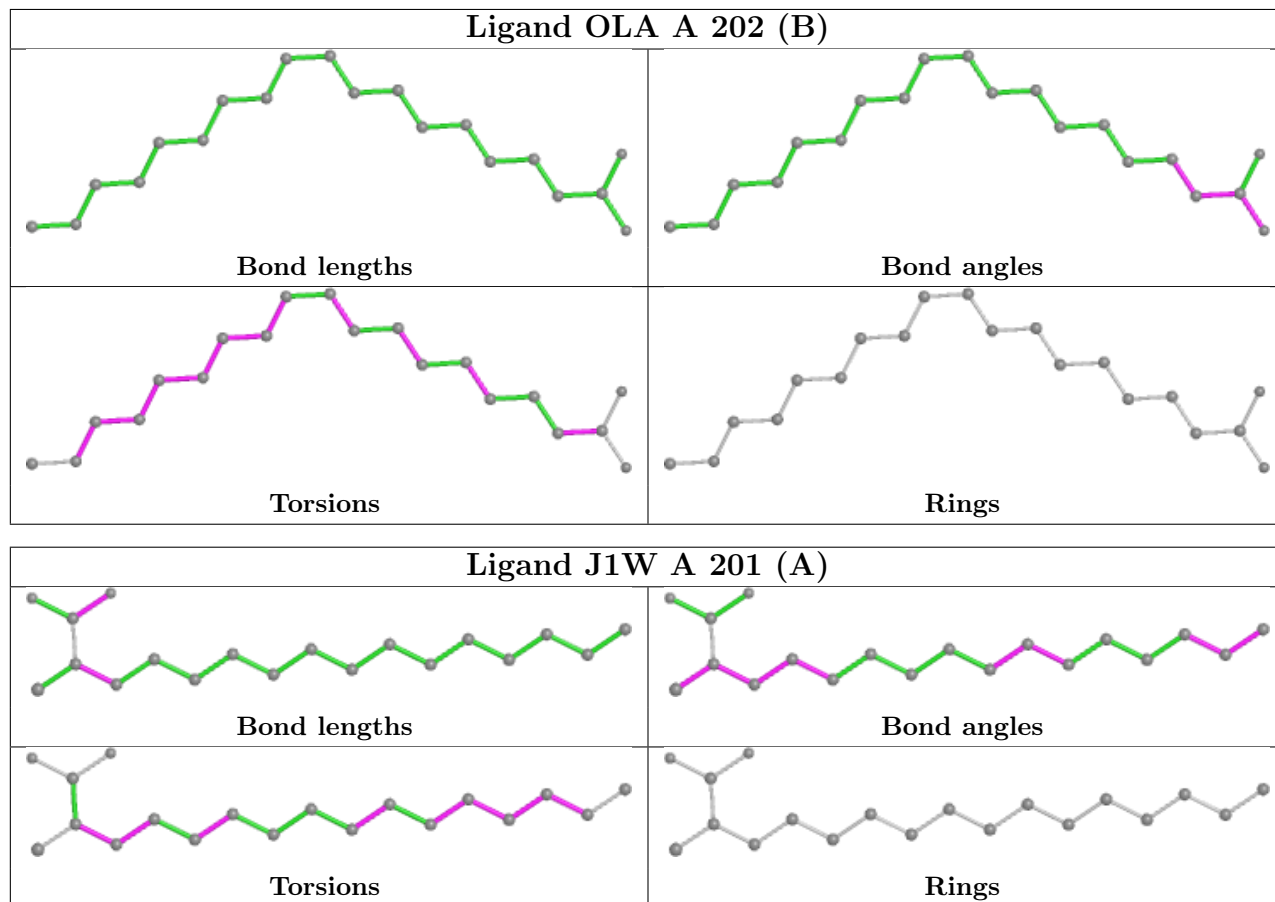 Ligand OLA A 202 (B)
Bond lengths
Bond angles
Torsions
Rings
Ligand J1W A 201 (A)
Bond lengths
Bond angles
Torsions
Rings